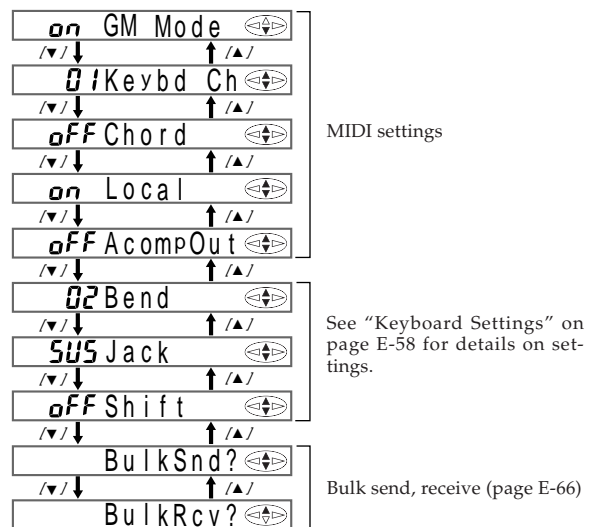 on GM Mode
[▼] [▲]
01 Keybd Ch
[▼] [▲]
oFF Chord
MIDI settings
[▼] [▲]
on Local
[▼] [▲]
oFF AcompOut
[▼] [▲]
02 Bend
[▼] [▲]
SUS Jack
See “Keyboard Settings” on
page E-58 for details on set-
tings.
[▼] [▲]
oFF Shift
[▼] [▲]
BulkSnd?
[▼] [▲]
Bulk send, receive (page E-66)
BulkRcv?